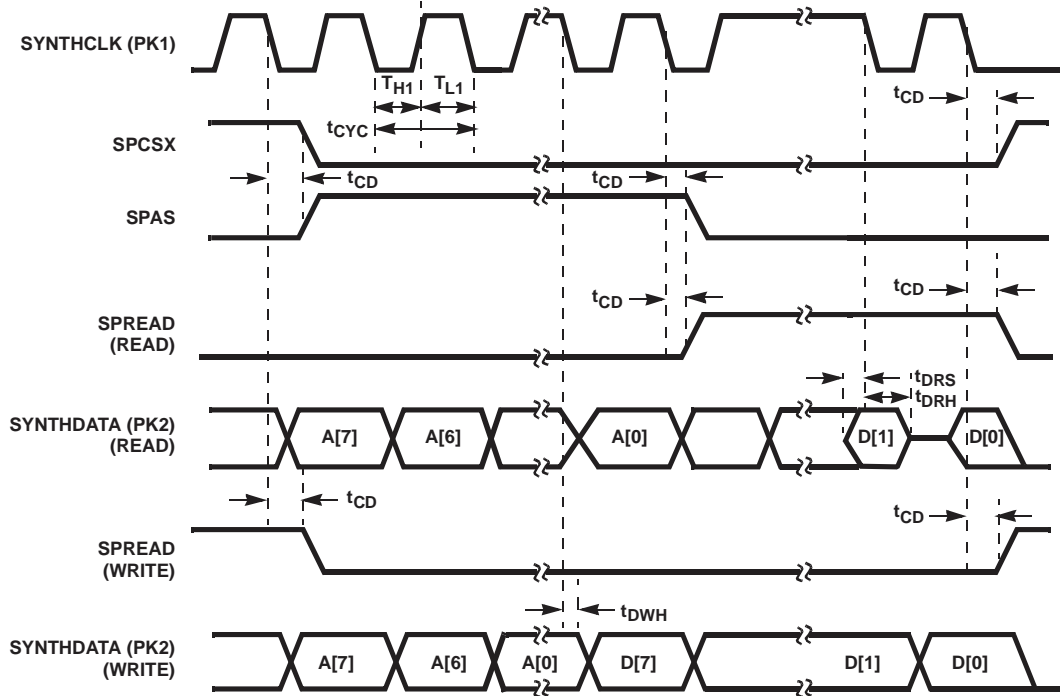 SYNTHCLK (PK1)
TH1 TL1
tCYC
tCD
SPCSX
tCD
tCD
SPAS
tCD
tCD
SPREAD
(READ)
tDRS
tDRH
SYNTHDATA (PK2)
(READ)
A[7] A[6] A[0] D[1] D[0]
tCD
tCD
SPREAD
(WRITE)
tDWH
SYNTHDATA (PK2)
(WRITE)
A[7] A[6] A[0] D[7] D[1] D[0]